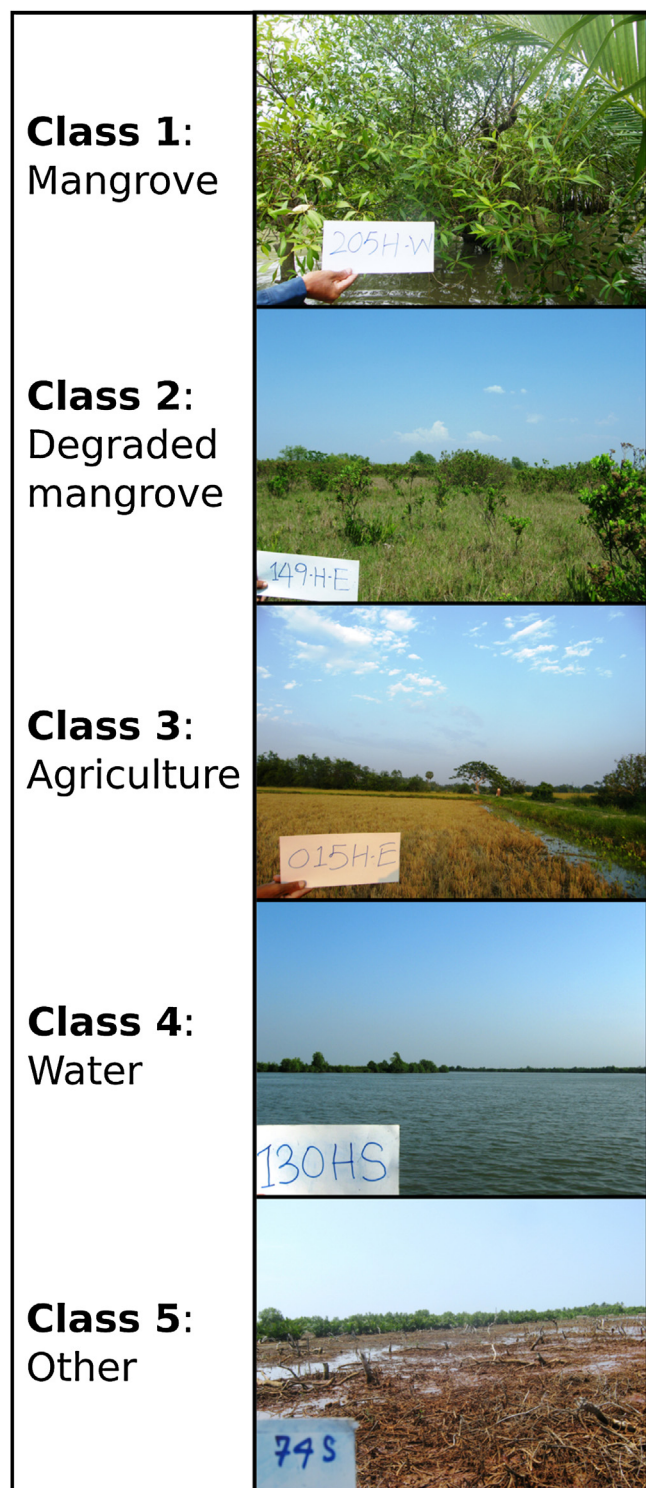 Class 1:
Mangrove
205H-W
Class 2:
Degraded
mangrove
149-H-E
Class 3:
Agriculture
015H-E
Class 4:
Water
130HS
Class 5:
Other
74S